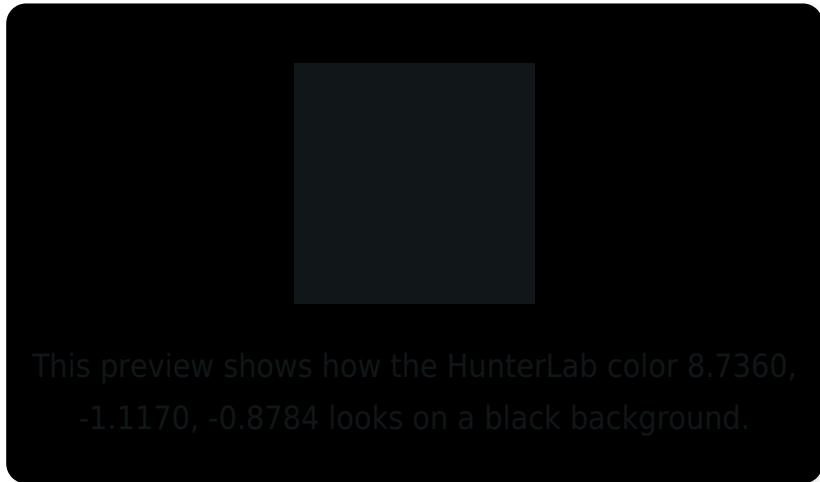 This preview shows how the HunterLab color 8.7360,
-1.1170, -0.8784 looks on a black background.